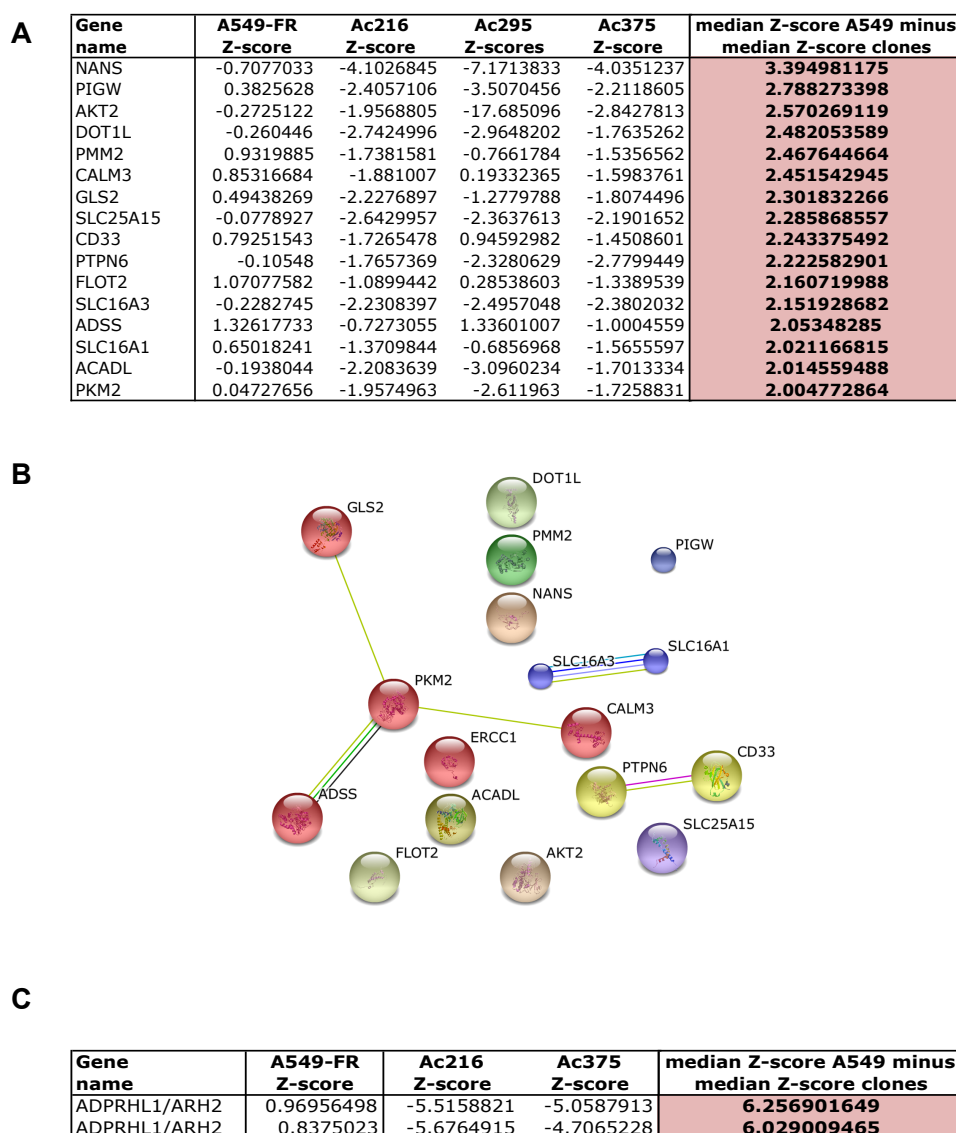 A
Gene A549-FR Ac216 Ac295 Ac375 median Z-score A549 minus
name Z-score Z-score Z-scores Z-score median Z-score clones
NANS -0.7077033 -4.1026845 -7.1713833 -4.0351237 3.394981175
PIGW 0.3825628 -2.4057106 -3.5070456 -2.2118605 2.788273398
AKT2 -0.2725122 -1.9568805 -17.685096 -2.8427813 2.570269119
DOT1L -0.260446 -2.7424996 -2.9648202 -1.7635262 2.482053589
PMM2 0.9319885 -1.7381581 -0.7661784 -1.5356562 2.467644664
CALM3 0.85316684 -1.881007 0.19332365 -1.5983761 2.451542945
GLS2 0.49438269 -2.2276897 -1.2779788 -1.8074496 2.301832266
SLC25A15 -0.0778927 -2.6429957 -2.3637613 -2.1901652 2.285868557
CD33 0.79251543 -1.7265478 0.94592982 -1.4508601 2.243375492
PTPN6 -0.10548 -1.7657369 -2.3280629 -2.7799449 2.222582901
FLOT2 1.07077582 -1.0899442 0.28538603 -1.3389539 2.160719988
SLC16A3 -0.2282745 -2.2308397 -2.4957048 -2.3802032 2.151928682
ADSS 1.32617733 -0.7273055 1.33601007 -1.0004559 2.05348285
SLC16A1 0.65018241 -1.3709844 -0.6856968 -1.5655597 2.021166815
ACADL -0.1938044 -2.2083639 -3.0960234 -1.7013334 2.014559488
PKM2 0.04727656 -1.9574963 -2.611963 -1.7258831 2.004772864
B
DOT1L
GLS2
PMM2
PIGW
NANS
SLC16A1
SLC16A3
PKM2
CALM3
ERCC1
CD33
PTPN6
ADSS
ACADL
SLC25A15
FLOT2
AKT2
C
Gene A549-FR Ac216 Ac375 median Z-score A549 minus
name Z-score Z-score Z-score median Z-score clones
ADPRHL1/ARH2 0.96956498 -5.5158821 -5.0587913 6.256901649
ADPRHL1/ARH2 0.8375023 -5.6764915 -4.7065228 6.029009465